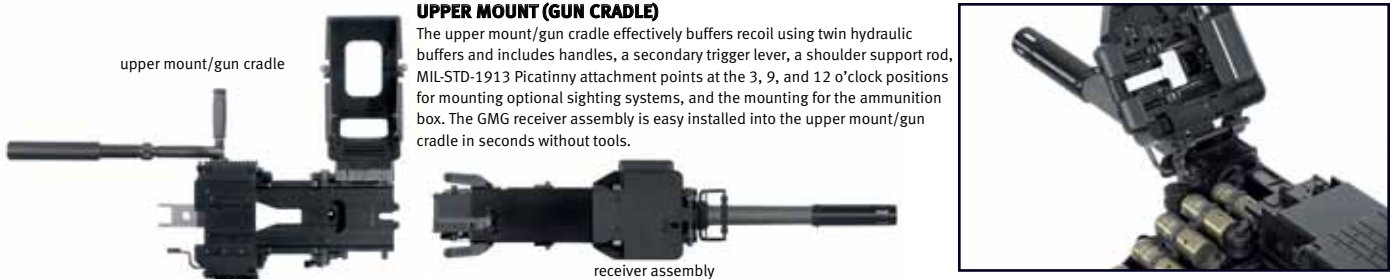 UPPER MOUNT (GUN CRADLE)
The upper mount/gun cradle effectively buffers recoil using twin hydraulic
buffers and includes handles, a secondary trigger lever, a shoulder support rod,
MIL-STD-1913 Picatinny attachment points at the 3, 9, and 12 o’clock positions
for mounting optional sighting systems, and the mounting for the ammunition
box. The GMG receiver assembly is easy installed into the upper mount/gun
cradle in seconds without tools.
upper mount/gun cradle
receiver assembly